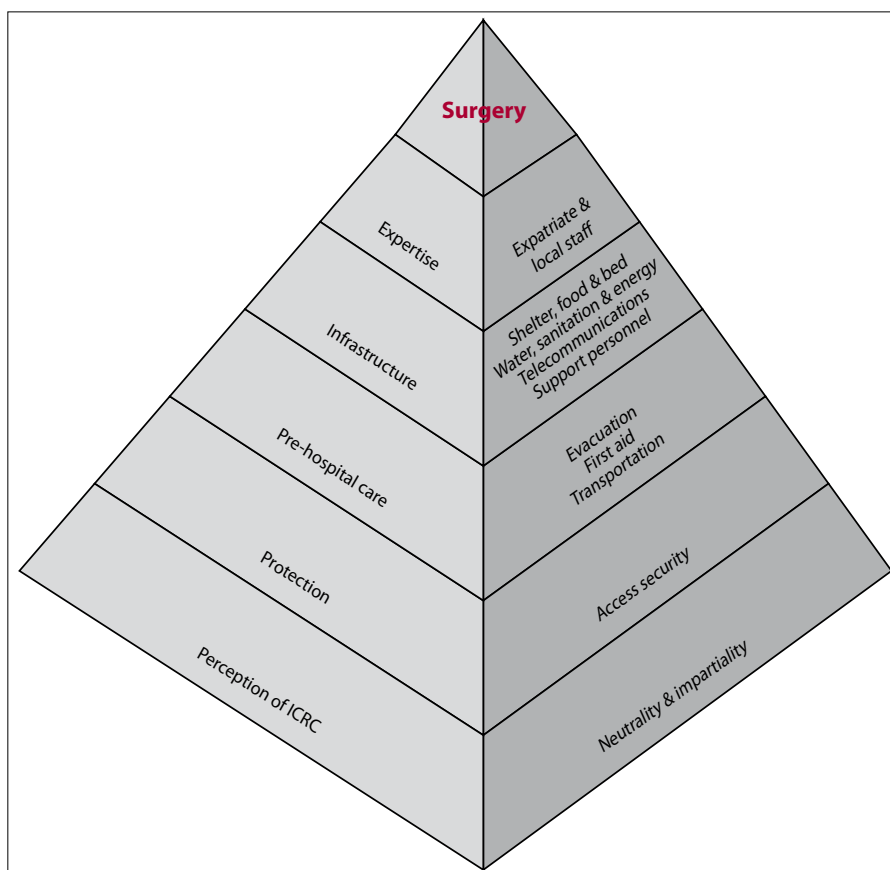 Surgery
Expertise
Expatriate &
local staff
Infrastructure
Shelter, food & bed
Water, sanitation & energy
Telecommunications
Support personnel
Pre-hospital care
Evacuation
First aid
Transportation
Protection
Access security
Perception of ICRC
Neutrality & impartiality